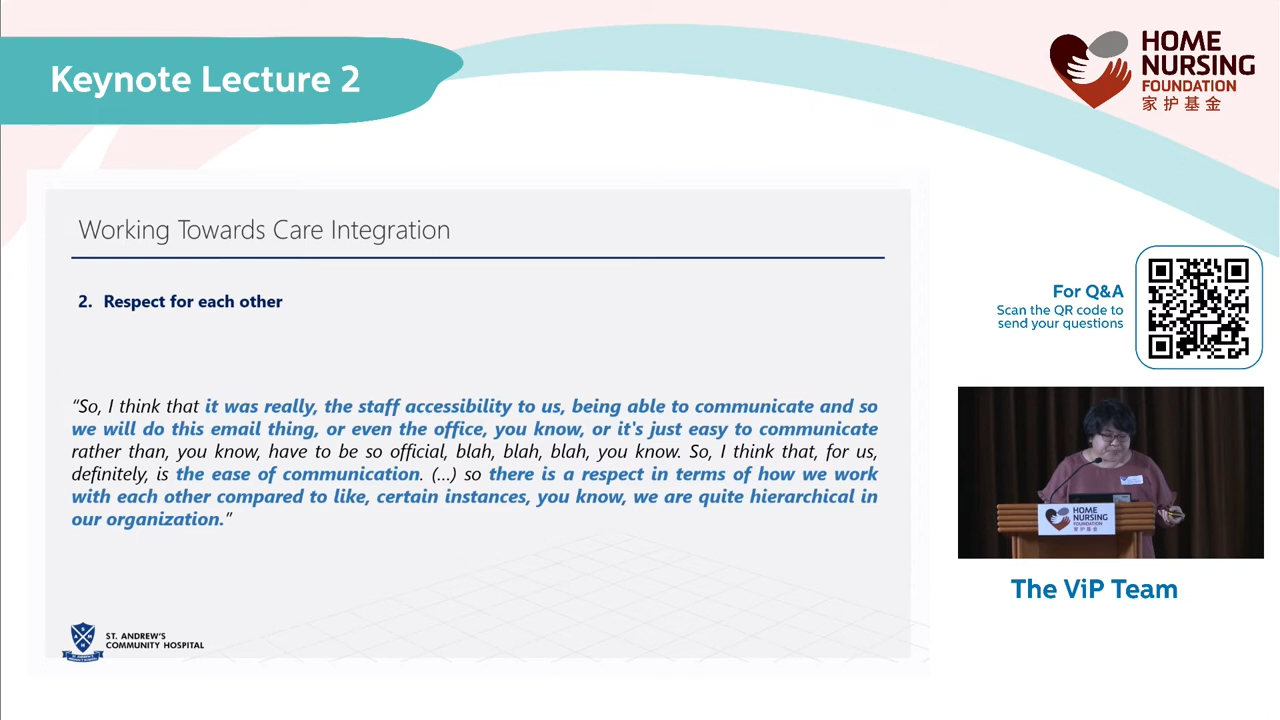 Keynote Lecture 2
HOME
NURSING
FOUNDATION
家护基金
Working Towards Care Integration
2. Respect for each other
“So, I think that it was really, the staff accessibility to us, being able to communicate and so
we will do this email thing, or even the office, you know, or it's just easy to communicate
rather than, you know, have to be so official, blah, blah, blah, you know. So, I think that, for us,
definitely, is the ease of communication. (...) so there is a respect in terms of how we work
with each other compared to like, certain instances, you know, we are quite hierarchical in
our organization.”
ST. ANDREW'S
COMMUNITY HOSPITAL
For Q&A
Scan the QR code to
send your questions
HOME
NURSING
FOUNDATION
家护基金
The ViP Team